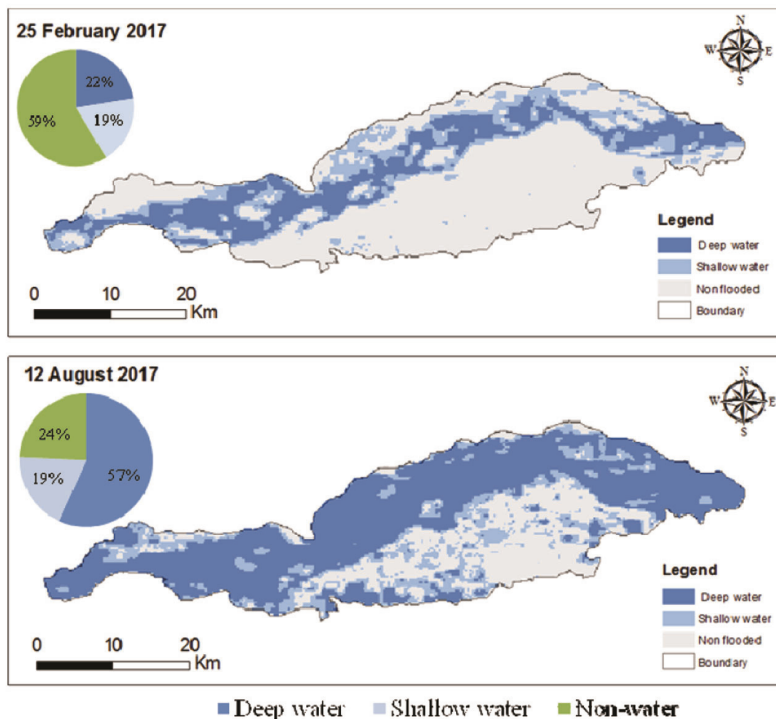 25 February 2017
22%
19%
59%
N
W E
S
Legend
Deep water
Shallow water
Non flooded
Boundary
0 10 20
Km
12 August 2017
24%
19%
57%
N
W E
S
Legend
Deep water
Shallow water
Non flooded
Boundary
0 10 20
Km
Deep water Shallow water Non-water